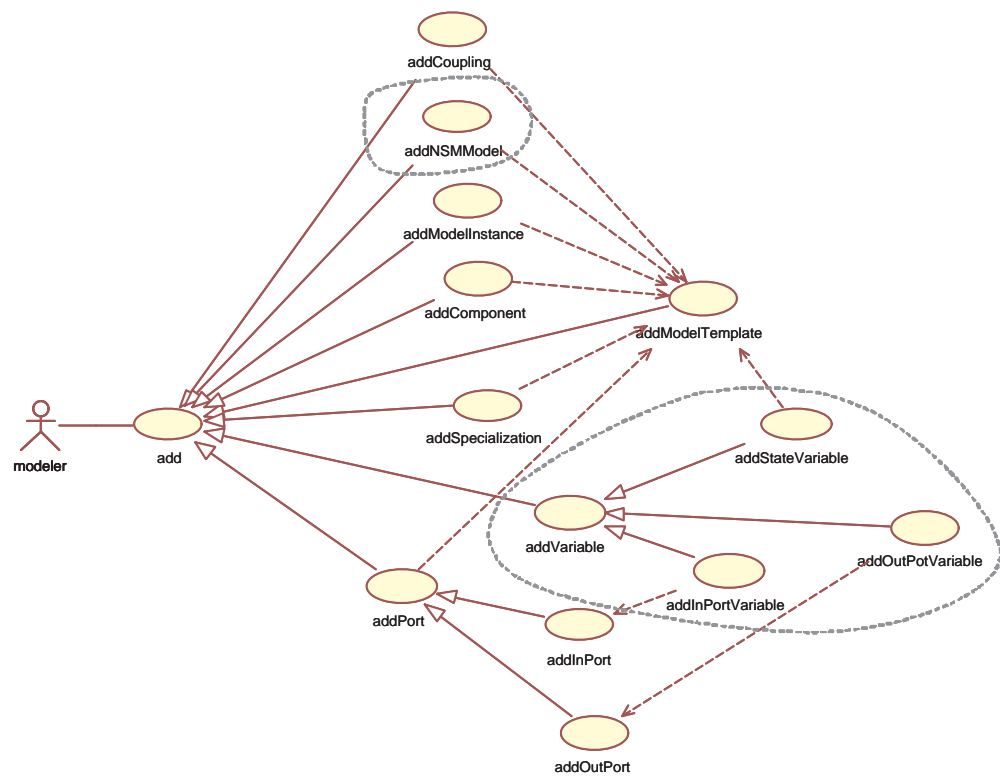 addCoupling
addNSMModel
addModelInstance
addComponent
addModelTemplate
addSpecialization
modeler
add
addStateVariable
addVariable
addOutPotVariable
addInPortVariable
addPort
addInPort
addOutPort